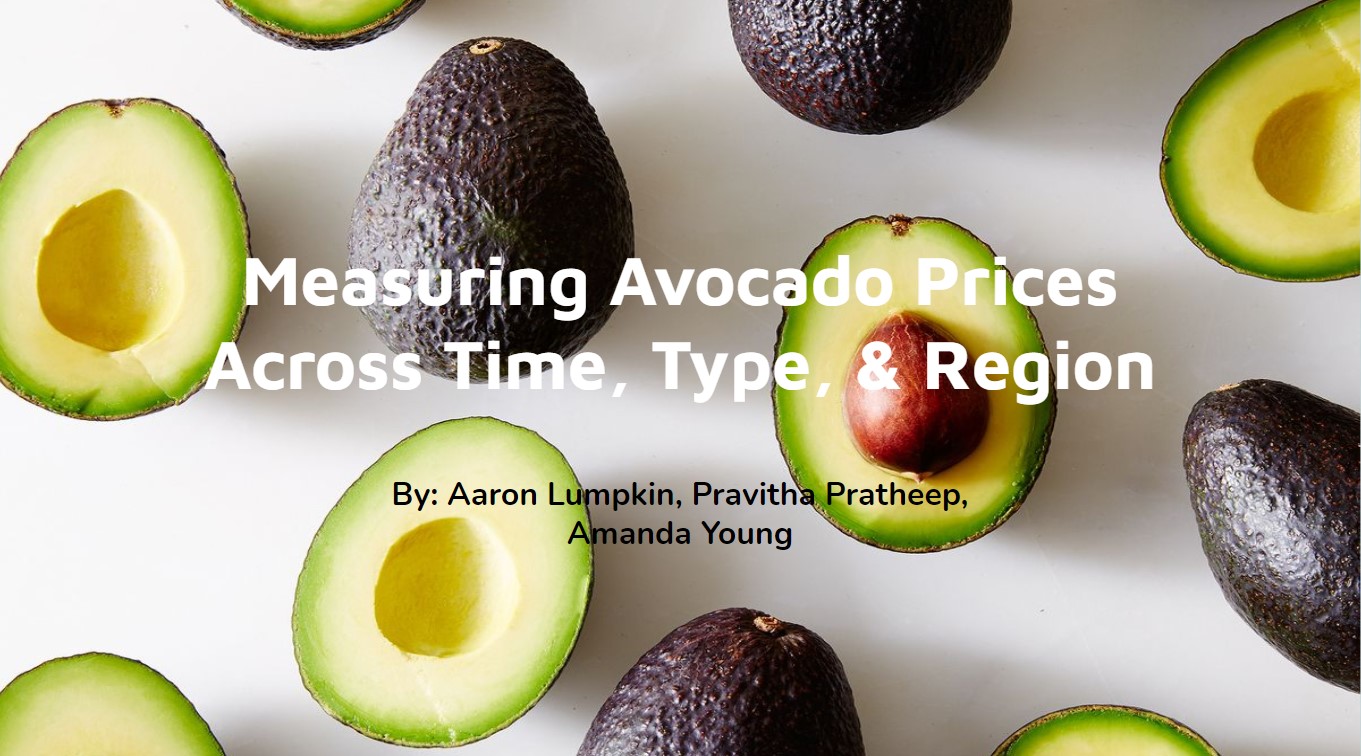 Measuring Avocado Prices
Across Time, Type, & Region
By: Aaron Lumpkin, Pravitha Pratheep,
Amanda Young